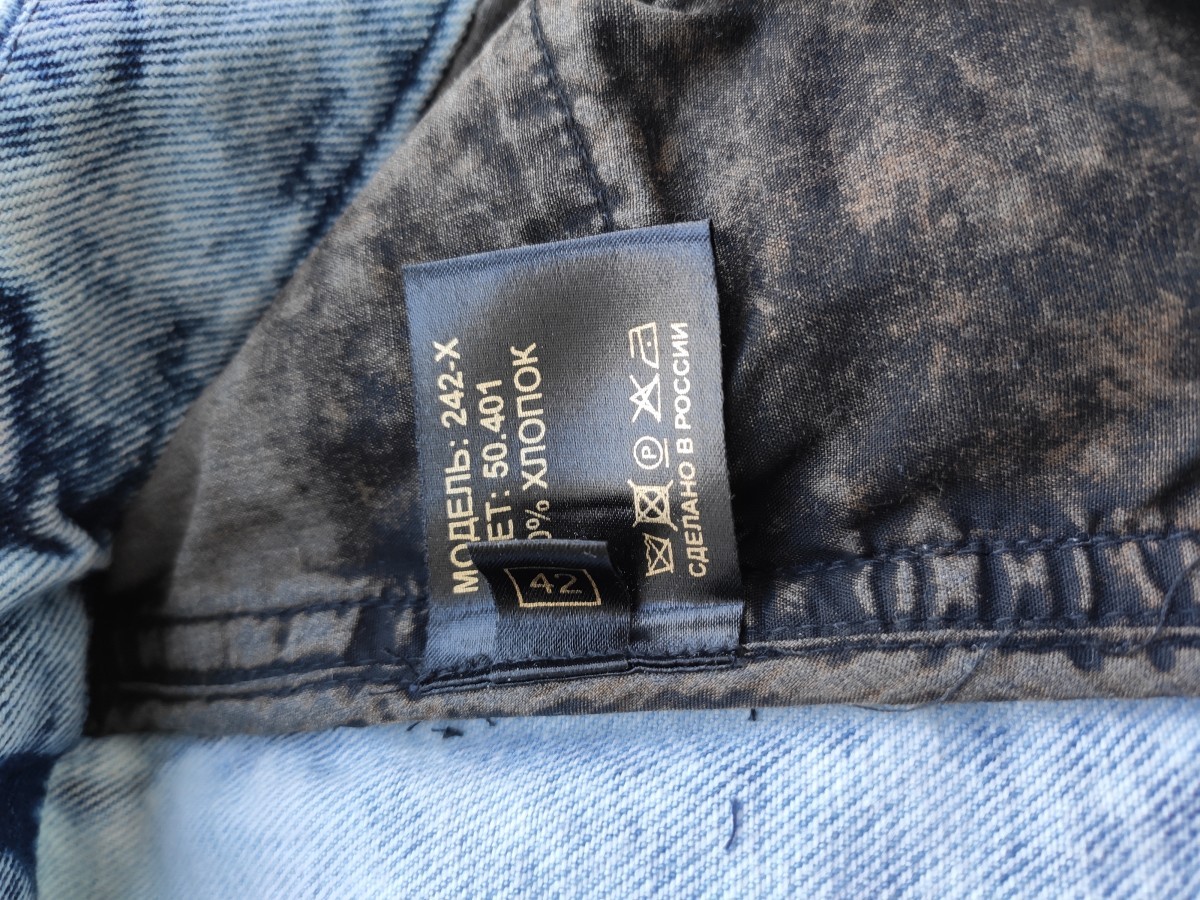 МОДЕЛЬ: 242-Х
ЕТ: 50.401
0% ХЛОПОК
P
СДЕЛАНО В РОССИИ
42